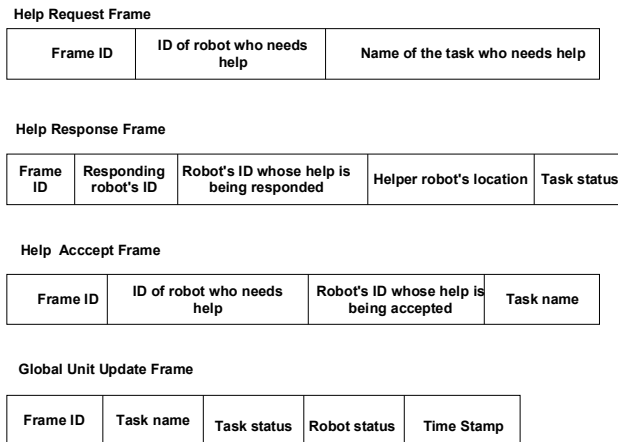 Help Request Frame
Frame ID
ID of robot who needs
help
Name of the task who needs help
Help Response Frame
Frame
ID
Responding
robot's ID
Robot's ID whose help is
being responded
Helper robot's location
Task status
Help Acccept Frame
Frame ID
ID of robot who needs
help
Robot's ID whose help is
being accepted
Task name
Global Unit Update Frame
Frame ID
Task name
Task status
Robot status
Time Stamp